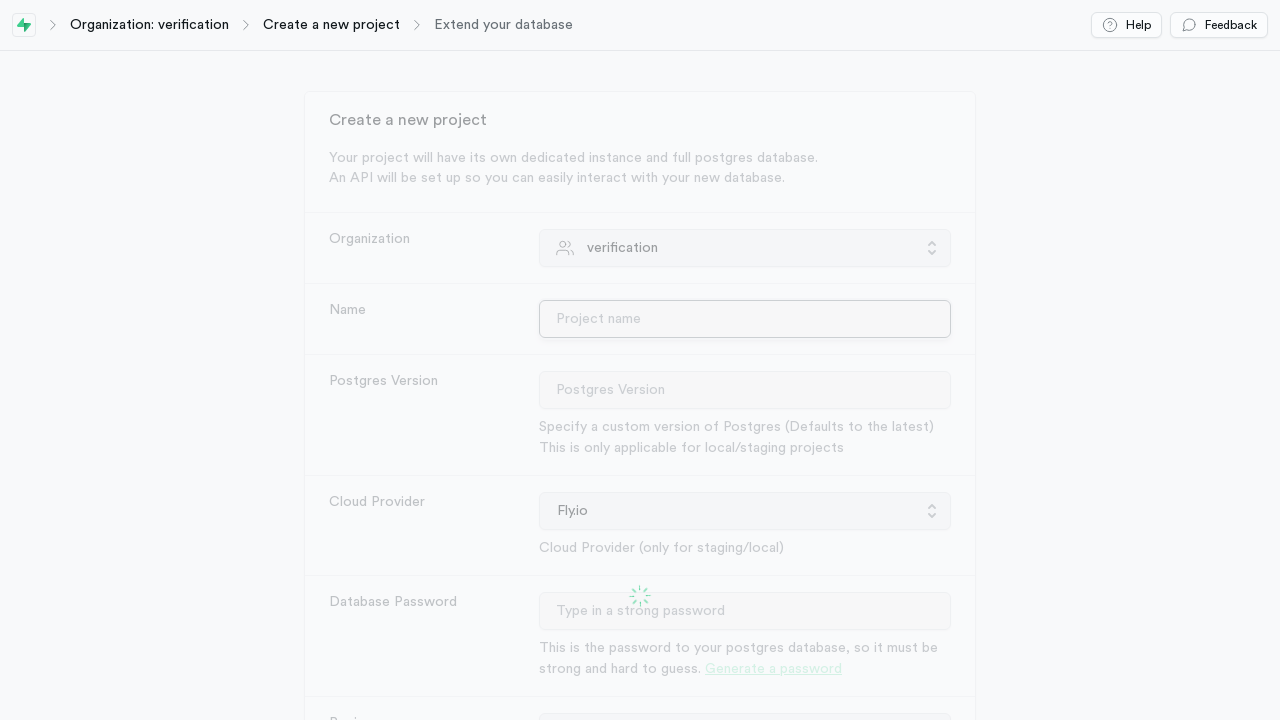 Organization: verification
Create a new project
Extend your database
Help
Feedback
Create a new project
Your project will have its own dedicated instance and full postgres database.
An API will be set up so you can easily interact with your new database.
Organization
verification
Name
Project name
Postgres Version
Postgres Version
Specify a custom version of Postgres (Defaults to the latest)
This is only applicable for local/staging projects
Cloud Provider
Fly.io
Cloud Provider (only for staging/local)
Database Password
Type in a strong password
This is the password to your postgres database, so it must be
strong and hard to guess. Generate a password